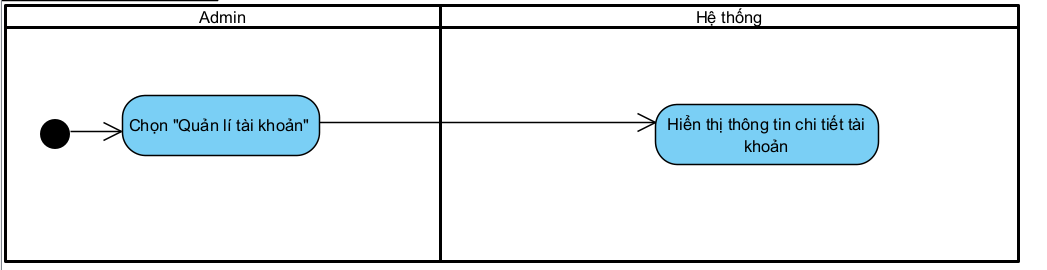 Admin
Hệ thống
Chọn "Quản lí tài khoản"
Hiển thị thông tin chi tiết tài
khoản